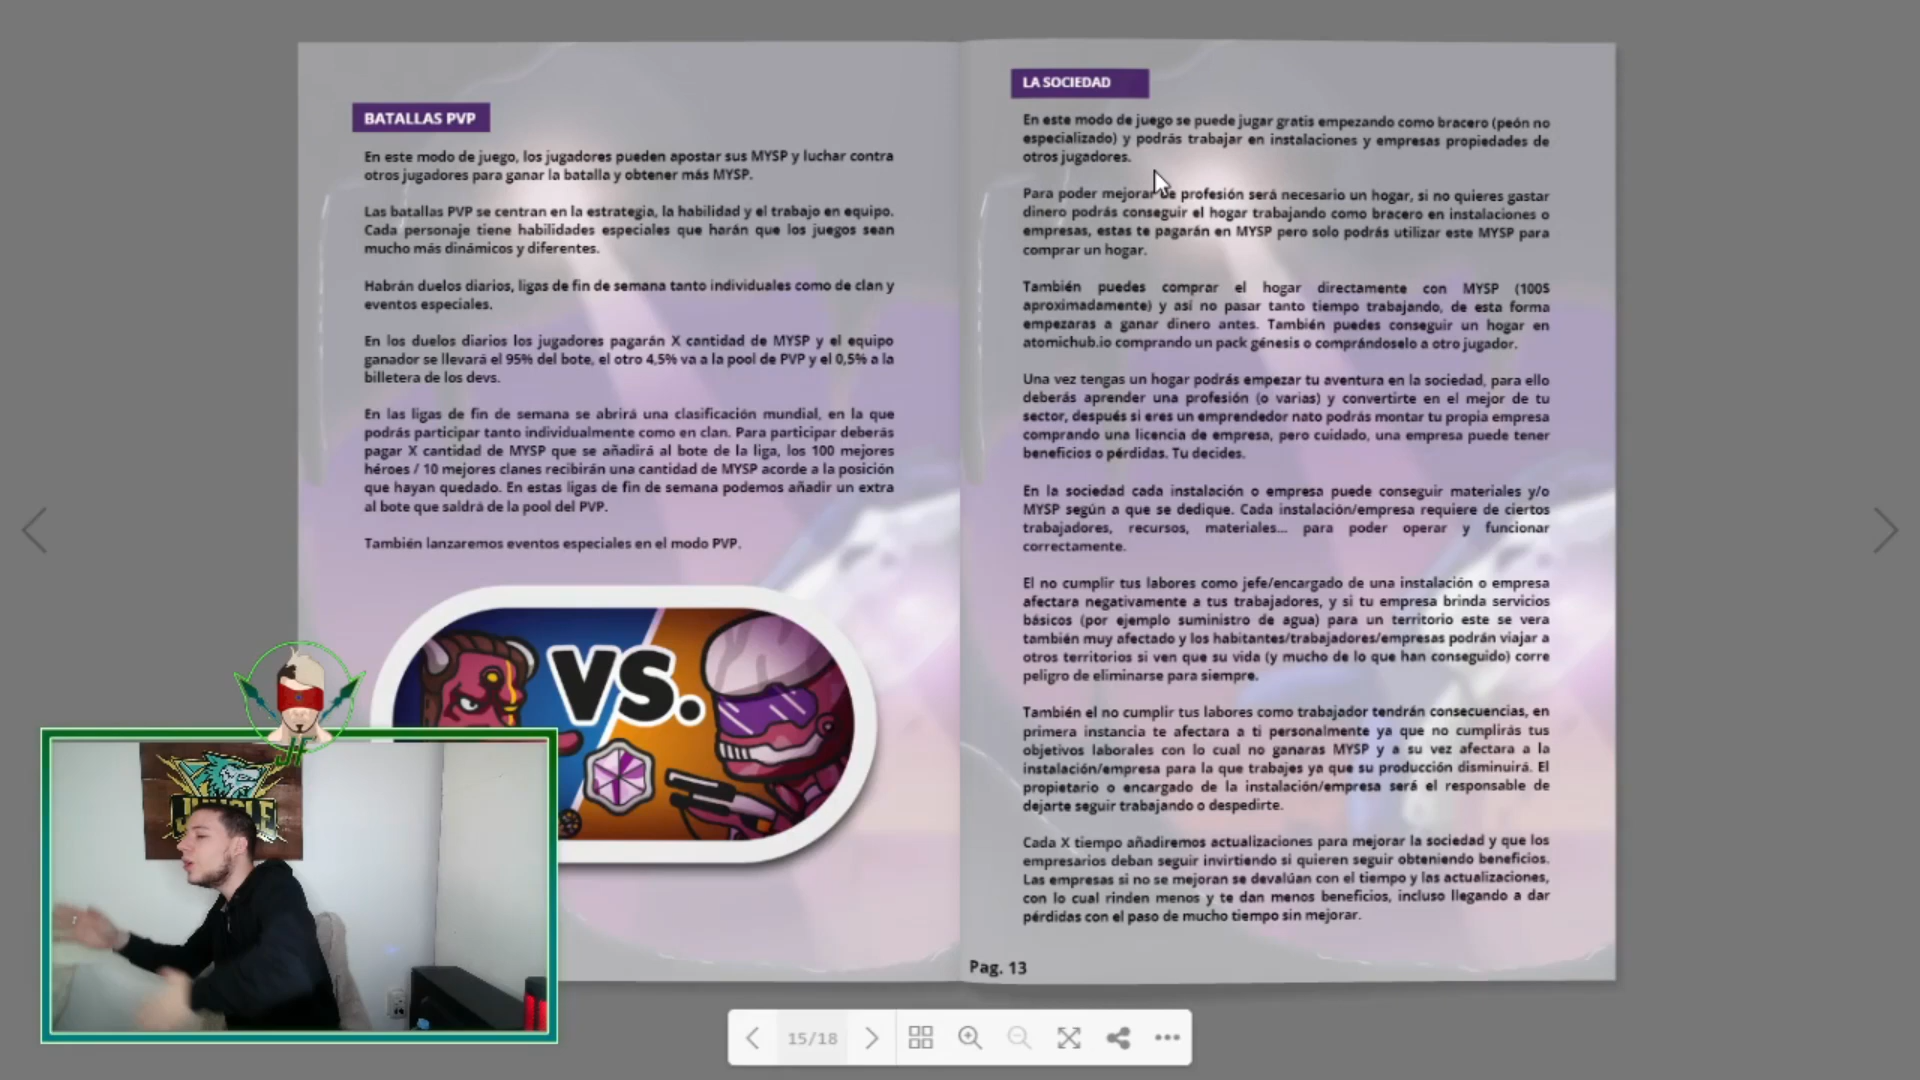 BATALLAS PVP
En este modo de juego, los jugadores pueden apostar sus MYSP y luchar contra
otros jugadores para ganar la batalla y obtener más MYSP.
Las batallas PVP se centran en la estrategia, la habilidad y el trabajo en equipo.
Cada personaje tiene habilidades especiales que harán que los juegos sean
mucho más dinámicos y diferentes.
Habrán duelos diarios, ligas de fin de semana tanto individuales como de clan y
eventos especiales.
En los duelos diarios los jugadores pagarán X cantidad de MYSP y el equipo
ganador se llevará el 95% del bote, el otro 4,5% va a la pool de PVP y el 0,5% a la
billetera de los devs.
En las ligas de fin de semana se abrirá una clasificación mundial, en la que
podrás participar tanto individualmente como en clan. Para participar deberás
pagar X cantidad de MYSP que se añadirá al bote de la liga, los 100 mejores
héroes / 10 mejores clanes recibirán una cantidad de MYSP acorde a la posición
que hayan quedado. En estas ligas de fin de semana podemos añadir un extra
al bote que saldrá de la pool del PVP.
También lanzaremos eventos especiales en el modo PVP.
VS.
JF
JUNGLE
LA SOCIEDAD
En este modo de juego se puede jugar gratis empezando como bracero (peón no
especializado) y podrás trabajar en instalaciones y empresas propiedades de
otros jugadores.
Para poder mejorar de profesión será necesario un hogar, si no quieres gastar
dinero podrás conseguir el hogar trabajando como bracero en instalaciones o
empresas, estas te pagarán en MYSP pero solo podrás utilizar este MYSP para
comprar un hogar.
También puedes comprar el hogar directamente con MYSP (100$
aproximadamente) y así no pasar tanto tiempo trabajando, de esta forma
empezaras a ganar dinero antes. También puedes conseguir un hogar en
atomichub.io comprando un pack génesis o comprándoselo a otro jugador.
Una vez tengas un hogar podrás empezar tu aventura en la sociedad, para ello
deberás aprender una profesión (o varias) y convertirte en el mejor de tu
sector, después si eres un emprendedor nato podrás montar tu propia empresa
comprando una licencia de empresa, pero cuidado, una empresa puede tener
beneficios o pérdidas. Tu decides.
En la sociedad cada instalación o empresa puede conseguir materiales y/o
MYSP según a que se dedique. Cada instalación/empresa requiere de ciertos
trabajadores, recursos, materiales... para poder operar y funcionar
correctamente.
El no cumplir tus labores como jefe/encargado de una instalación o empresa
afectara negativamente a tus trabajadores, y si tu empresa brinda servicios
básicos (por ejemplo suministro de agua) para un territorio este se vera
también muy afectado y los habitantes/trabajadores/empresas podrán viajar a
otros territorios si ven que su vida (y mucho de lo que han conseguido) corre
peligro de eliminarse para siempre.
También el no cumplir tus labores como trabajador tendrán consecuencias, en
primera instancia te afectara a ti personalmente ya que no cumplirás tus
objetivos laborales con lo cual no ganaras MYSP y a su vez afectara a la
instalación/empresa para la que trabajes ya que su producción disminuirá. El
propietario o encargado de la instalación/empresa será el responsable de
dejarte seguir trabajando o despedirte.
Cada X tiempo añadiremos actualizaciones para mejorar la sociedad y que los
empresarios deban seguir invirtiendo si quieren seguir obteniendo beneficios.
Las empresas si no se mejoran se devalúan con el tiempo y las actualizaciones,
con lo cual rinden menos y te dan menos beneficios, incluso llegando a dar
pérdidas con el paso de mucho tiempo sin mejorar.
Pag. 13
15/18